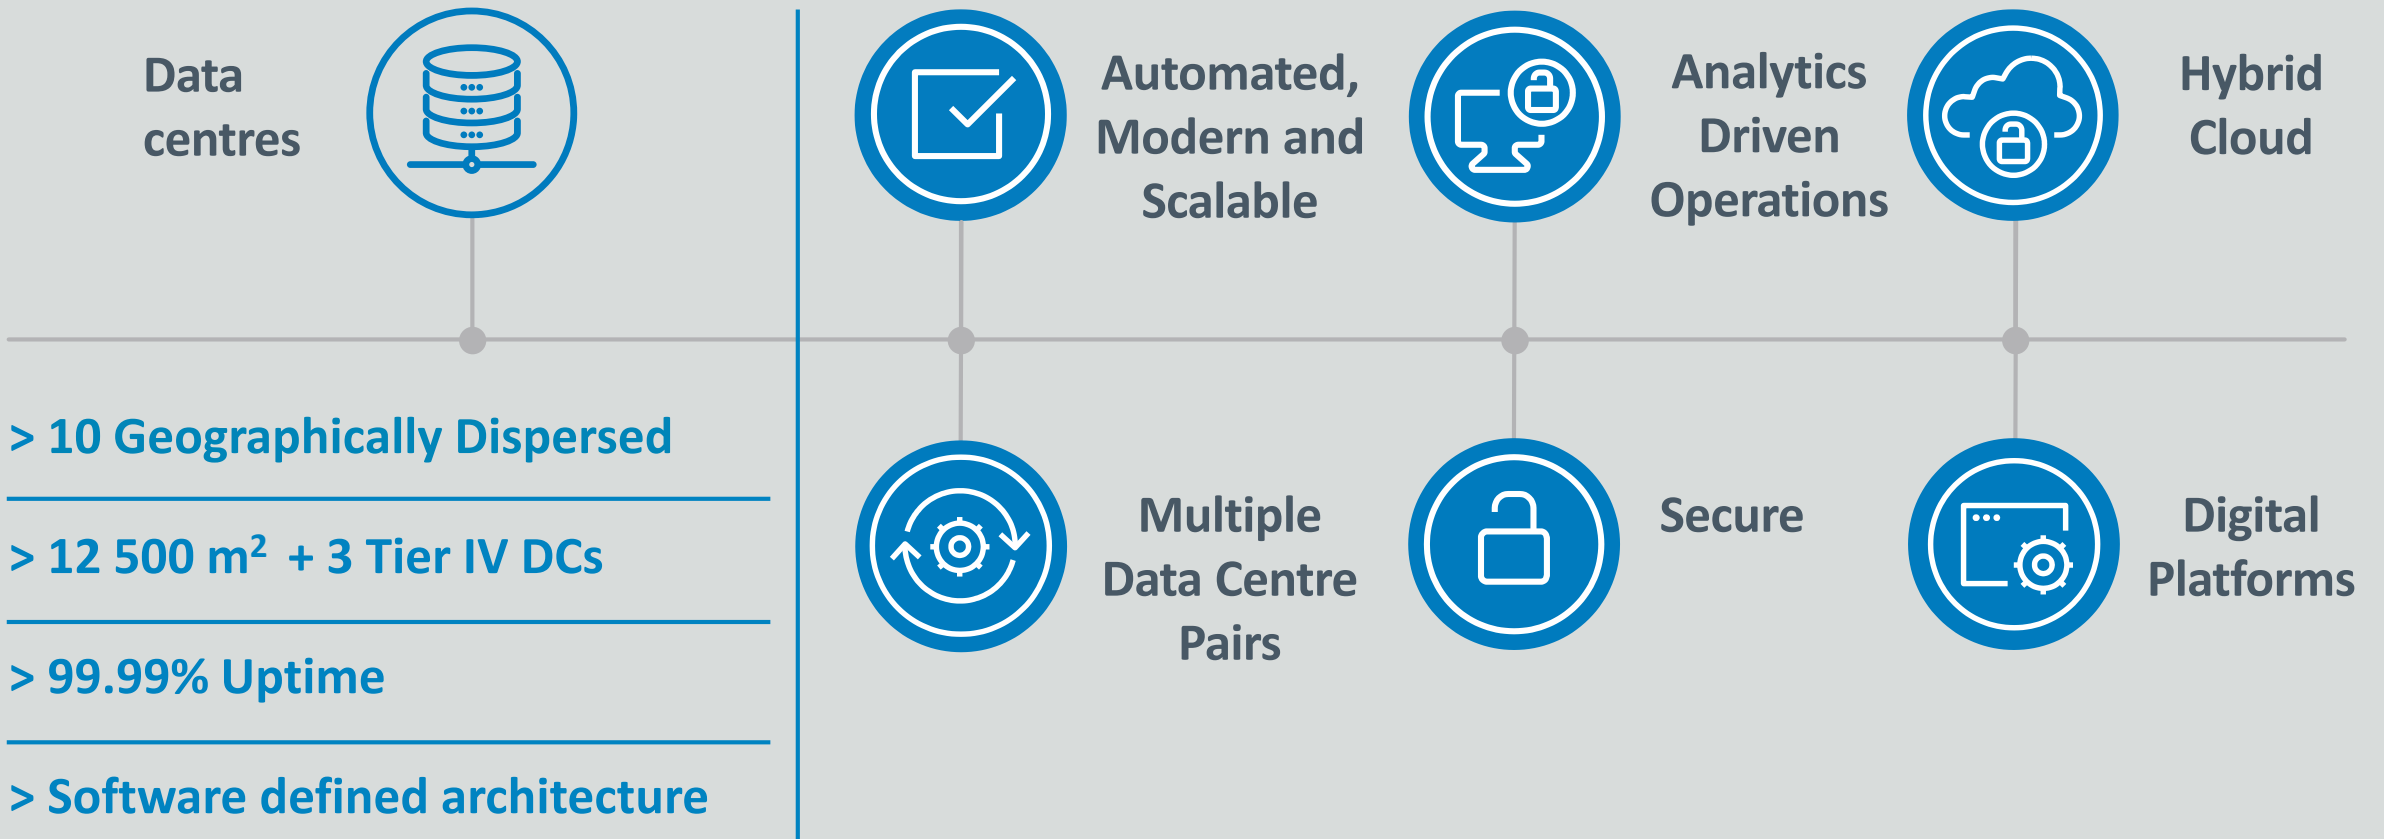 Data
centres
> 10 Geographically Dispersed
> 12 500 m² + 3 Tier IV DCs
> 99.99% Uptime
> Software defined architecture
Automated,
Modern and
Scalable
Analytics
Driven
Operations
Hybrid
Cloud
Multiple
Data Centre
Pairs
Secure
Digital
Platforms